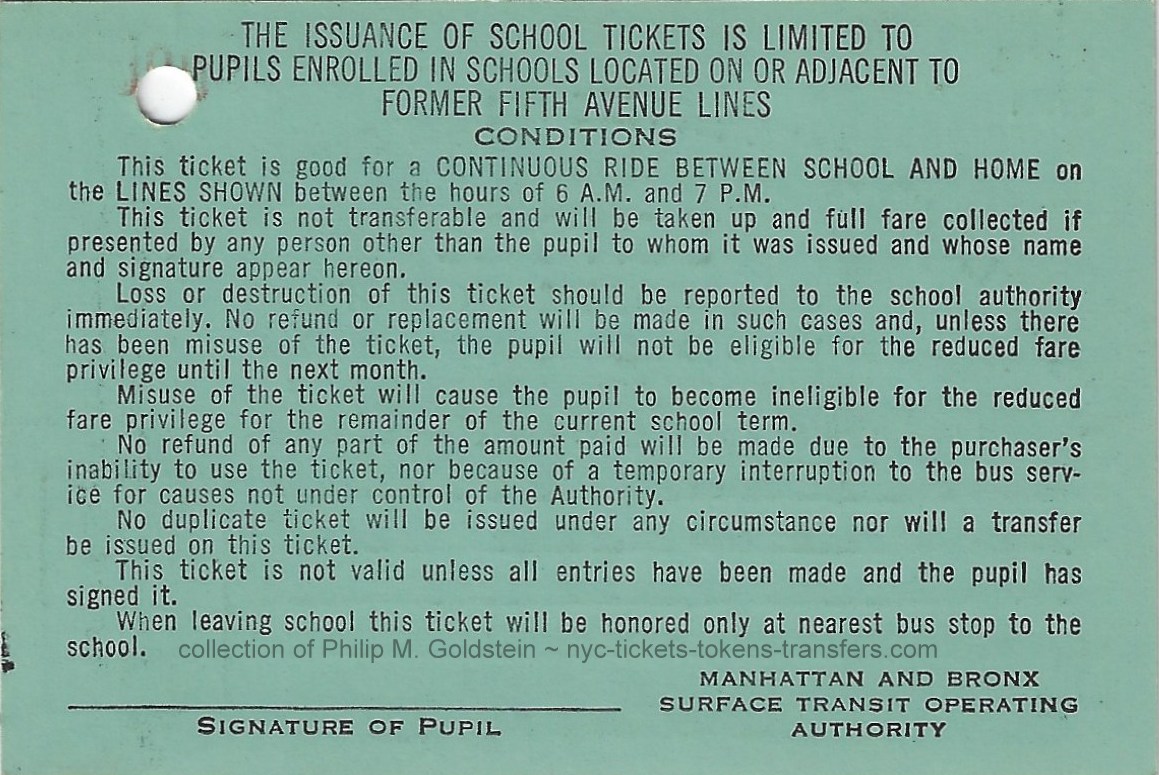 THE ISSUANCE OF SCHOOL TICKETS IS LIMITED TO
PUPILS ENROLLED IN SCHOOLS LOCATED ON OR ADJACENT TO
FORMER FIFTH AVENUE LINES
CONDITIONS
This ticket is good for a CONTINUOUS RIDE BETWEEN SCHOOL AND HOME on
the LINES SHOWN between the hours of 6 A.M. and 7 P.M.
This ticket is not transferable and will be taken up and full fare collected if
presented by any person other than the pupil to whom it was issued and whose name
and signature appear hereon.
Loss or destruction of this ticket should be reported to the school authority
immediately. No refund or replacement will be made in such cases and, unless there
has been misuse of the ticket, the pupil will not be eligible for the reduced fare
privilege until the next month.
Misuse of the ticket will cause the pupil to become ineligible for the reduced
fare privilege for the remainder of the current school term.
No refund of any part of the amount paid will be made due to the purchaser's
inability to use the ticket, nor because of a temporary interruption to the bus serv-
ice for causes not under control of the Authority.
No duplicate ticket will be issued under any circumstance nor will a transfer
be issued on this ticket.
This ticket is not valid unless all entries have been made and the pupil has
signed it.
When leaving school this ticket will be honored only at nearest bus stop to the
school.
collection of Philip M. Goldstein ~ nyc-tickets-tokens-transfers.com
MANHATTAN AND BRONX
SURFACE TRANSIT OPERATING
AUTHORITY
SIGNATURE OF PUPIL